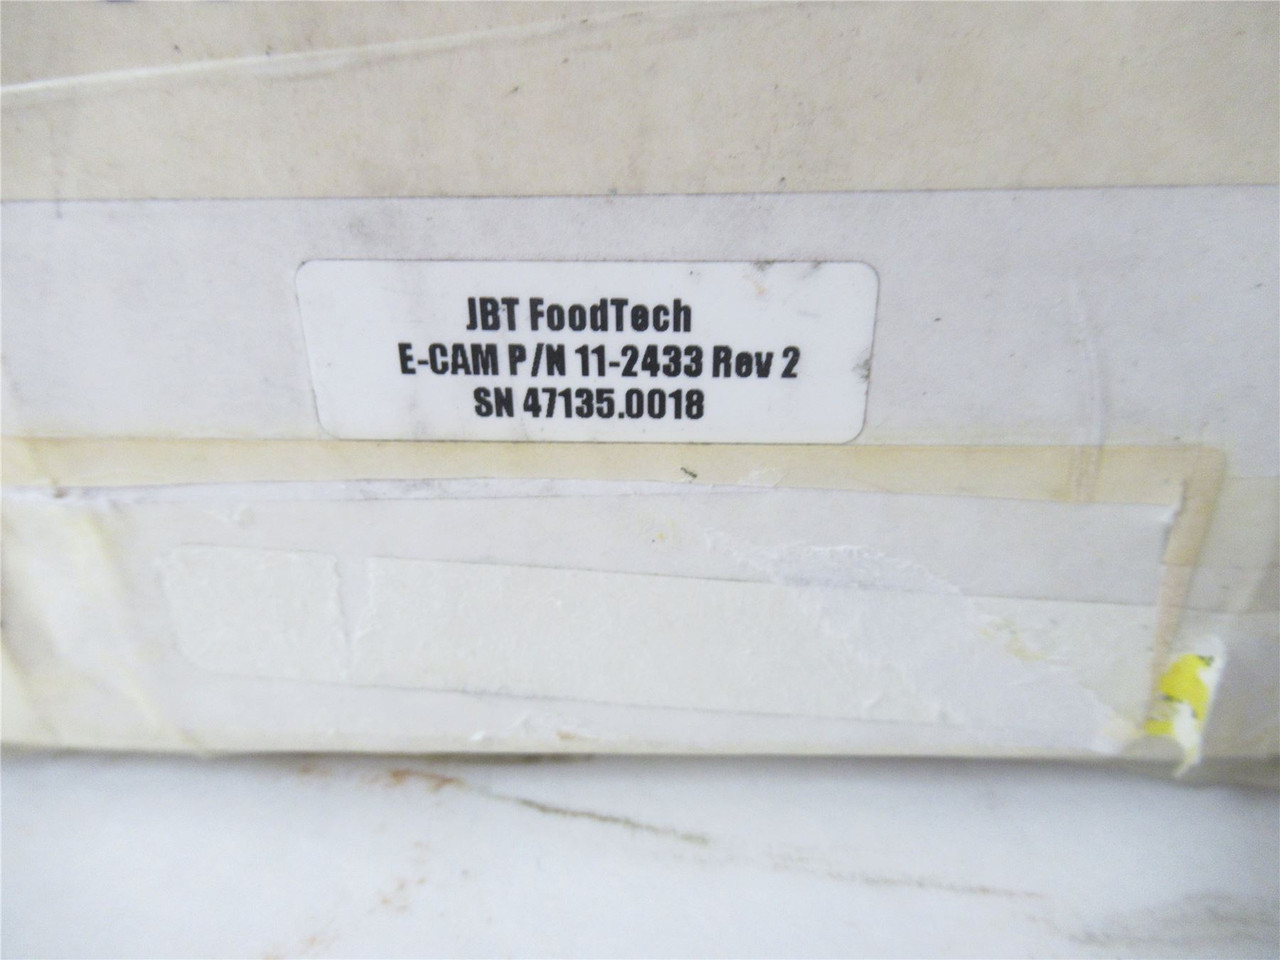 JBT FoodTech
E-CAM P/N 11-2433 Rev 2
SN 47135.0018